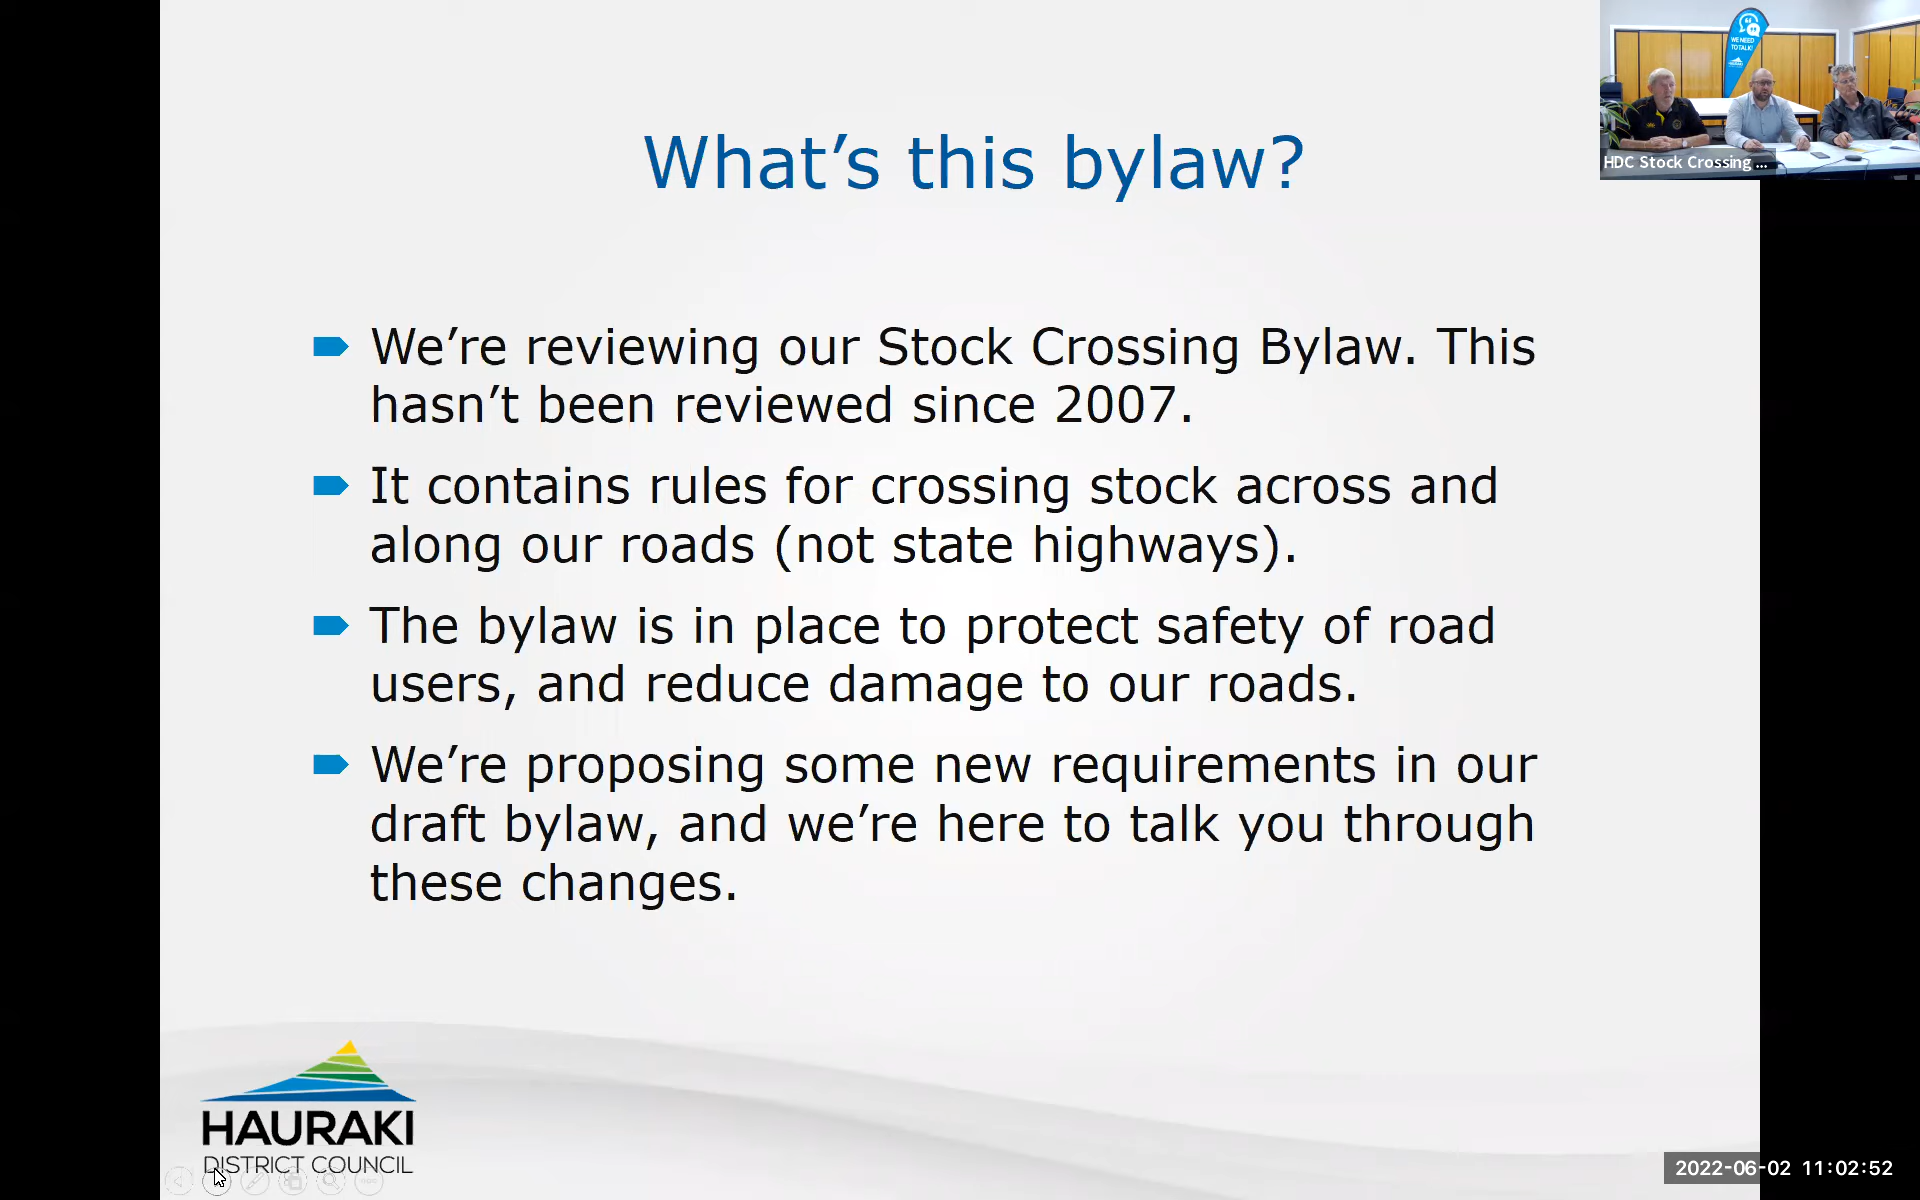 What's this bylaw?
We're reviewing our Stock Crossing Bylaw. This
hasn't been reviewed since 2007.
It contains rules for crossing stock across and
along our roads (not state highways).
The bylaw is in place to protect safety of road
users, and reduce damage to our roads.
We're proposing some new requirements in our
draft bylaw, and we're here to talk you through
these changes.
WE NEED
TO TALK!
HDC Stock Crossing ...
HAURAKI
DISTRICT COUNCIL
2022-06-02 11:02:52